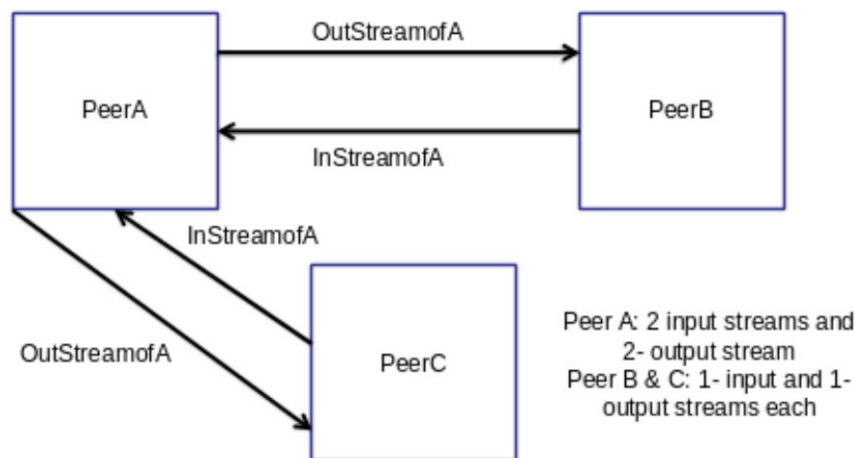 OutStreamofA
PeerA
PeerB
InStreamofA
InStreamofA
OutStreamofA
PeerC
Peer A: 2 input streams and
2- output stream
Peer B & C: 1- input and 1-
output streams each